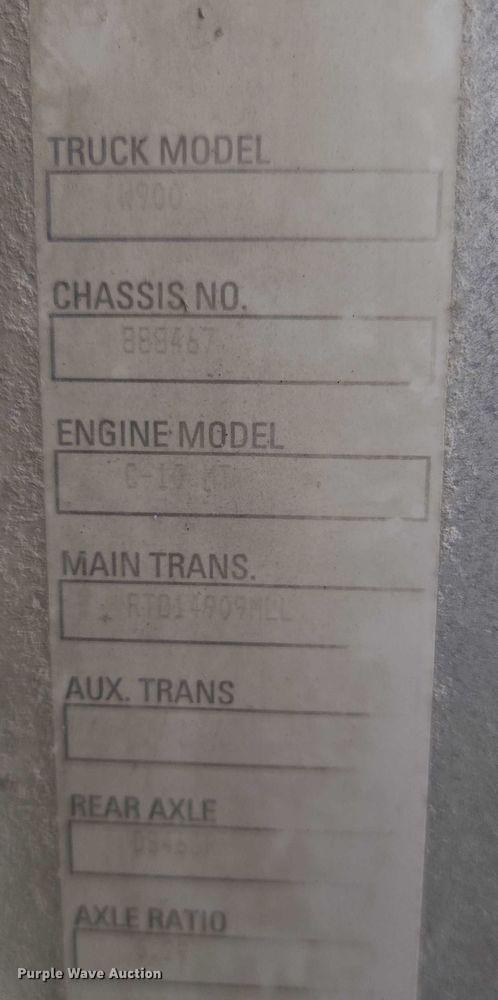 TRUCK MODEL
W900
CHASSIS NO.
888467
ENGINE MODEL
MAIN TRANS.
RTO14909MLL
AUX. TRANS
REAR AXLE
AXLE RATIO
Purple Wave Auction